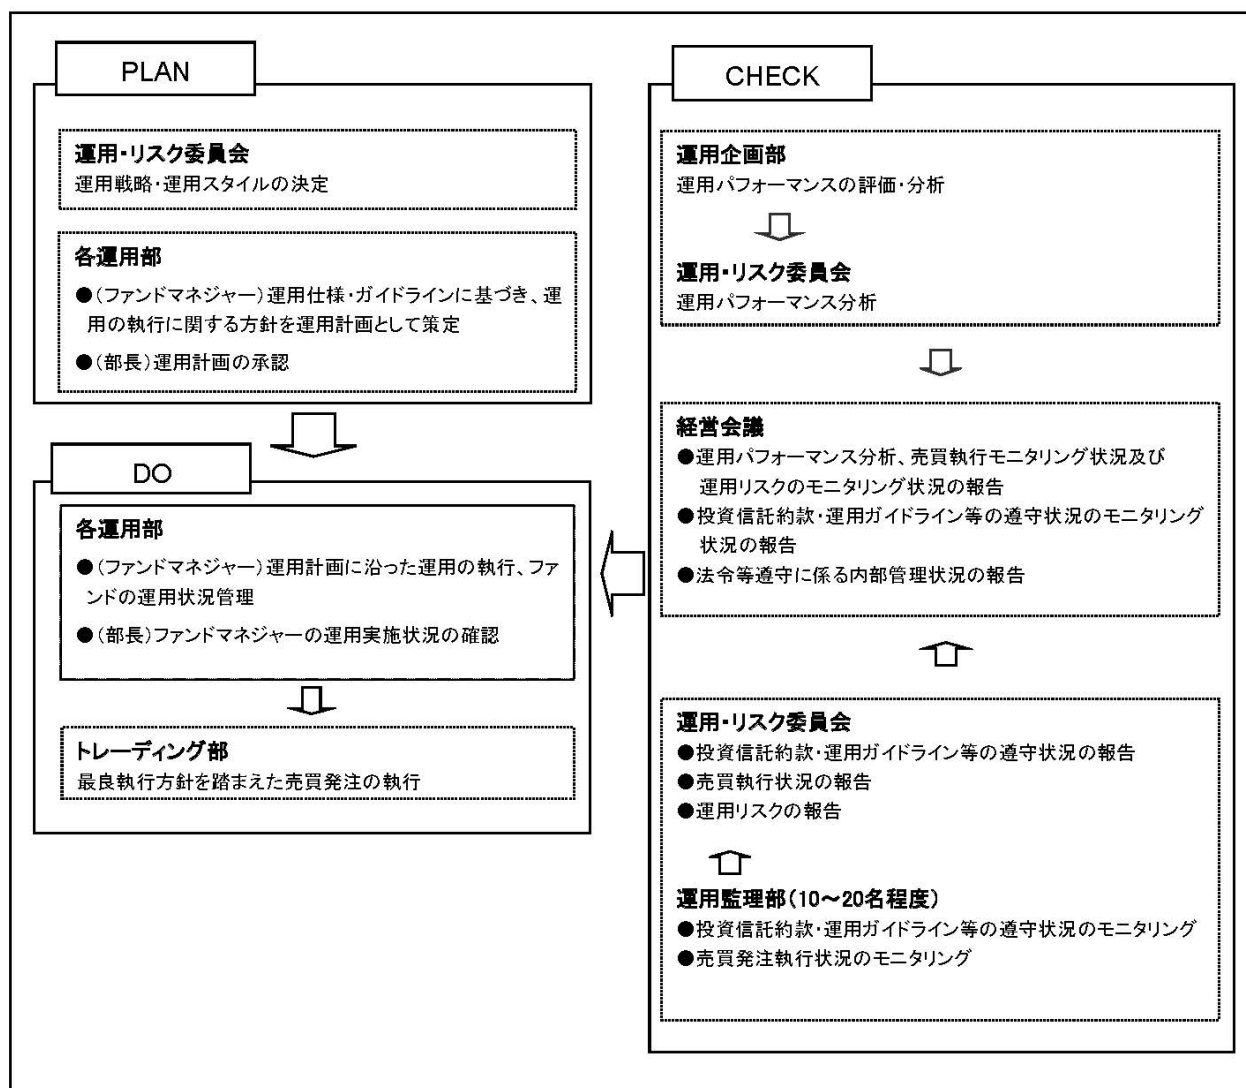 PLAN
運用・リスク委員会
運用戦略・運用スタイルの決定
各運用部
●(ファンドマネジャー)運用仕様・ガイドラインに基づき、運
用の執行に関する方針を運用計画として策定
●(部長)運用計画の承認
DO
各運用部
●(ファンドマネジャー)運用計画に沿った運用の執行、ファ
ンドの運用状況管理
●(部長)ファンドマネジャーの運用実施状況の確認
トレーディング部
最良執行方針を踏まえた売買発注の執行
CHECK
運用企画部
運用パフォーマンスの評価・分析
運用・リスク委員会
運用パフォーマンス分析
経営会議
●運用パフォーマンス分析、売買執行モニタリング状況及び
運用リスクのモニタリング状況の報告
●投資信託約款・運用ガイドライン等の遵守状況のモニタリング
状況の報告
●法令等遵守に係る内部管理状況の報告
運用・リスク委員会
●投資信託約款・運用ガイドライン等の遵守状況の報告
●売買執行状況の報告
●運用リスクの報告
運用監理部(10～20名程度)
●投資信託約款・運用ガイドライン等の遵守状況のモニタリング
●売買発注執行状況のモニタリング